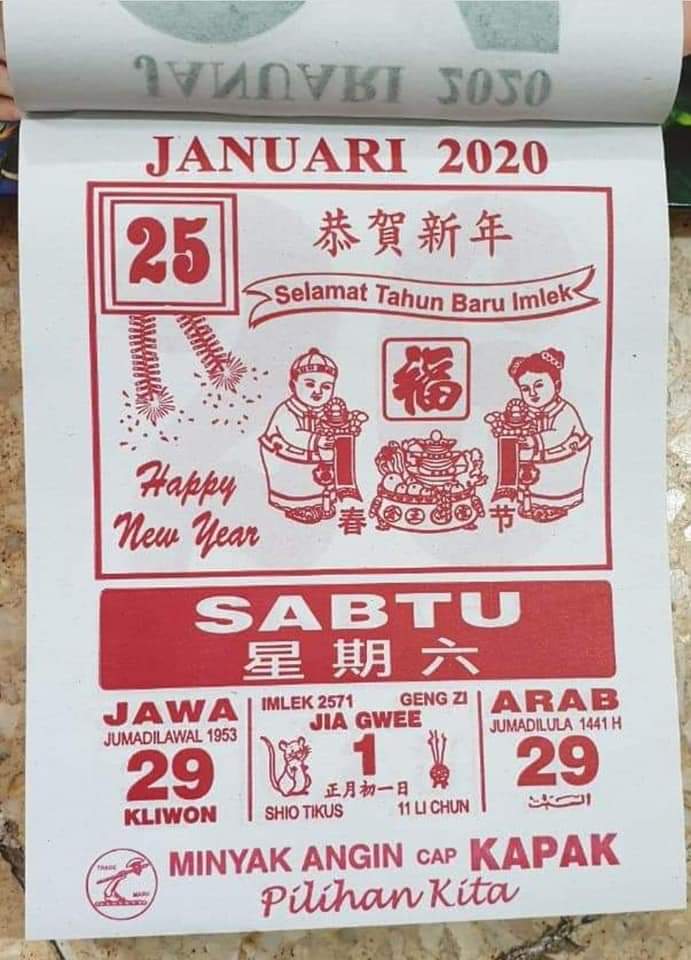 JANUARI 2020
JANUARI 2020
25
恭賀新年
Selamat Tahun Baru Imlek
福
Happy
New Year
春 节
SABTU
星期六
JAWA
JUMADILAWAL 1953
29
KLIWON
IMLEK 2571 GENG ZI
JIA GWEE
1
正月初一日
SHIO TIKUS 11 LI CHUN
ARAB
JUMADILULA 1441 H
29
TRADE MARK
MINYAK ANGIN CAP KAPAK
Pilihan Kita